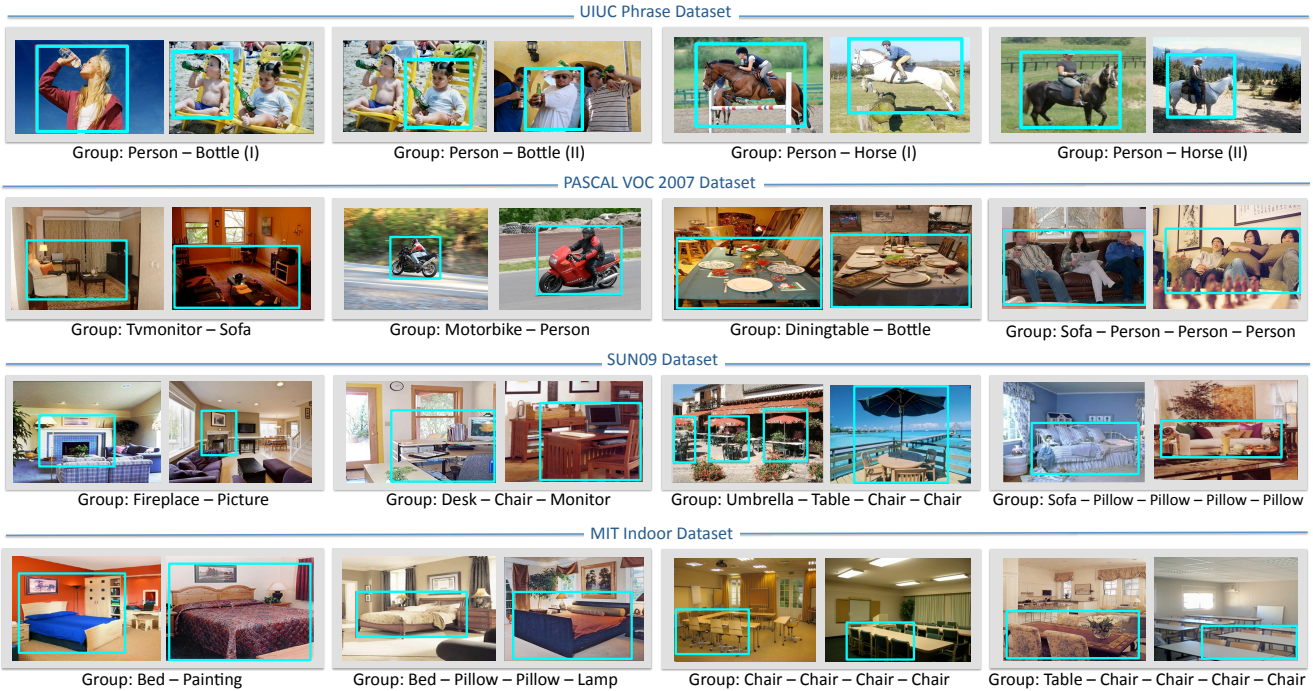 UIUC Phrase Dataset
Group: Person – Bottle (I)
Group: Person – Bottle (II)
Group: Person – Horse (I)
Group: Person – Horse (II)
PASCAL VOC 2007 Dataset
Group: Tvmonitor – Sofa
Group: Motorbike – Person
Group: Diningtable – Bottle
Group: Sofa – Person – Person – Person
SUN09 Dataset
Group: Fireplace – Picture
Group: Desk – Chair – Monitor
Group: Umbrella – Table – Chair – Chair
Group: Sofa – Pillow – Pillow – Pillow – Pillow
MIT Indoor Dataset
Group: Bed – Painting
Group: Bed – Pillow – Pillow – Lamp
Group: Chair – Chair – Chair – Chair
Group: Table – Chair – Chair – Chair – Chair